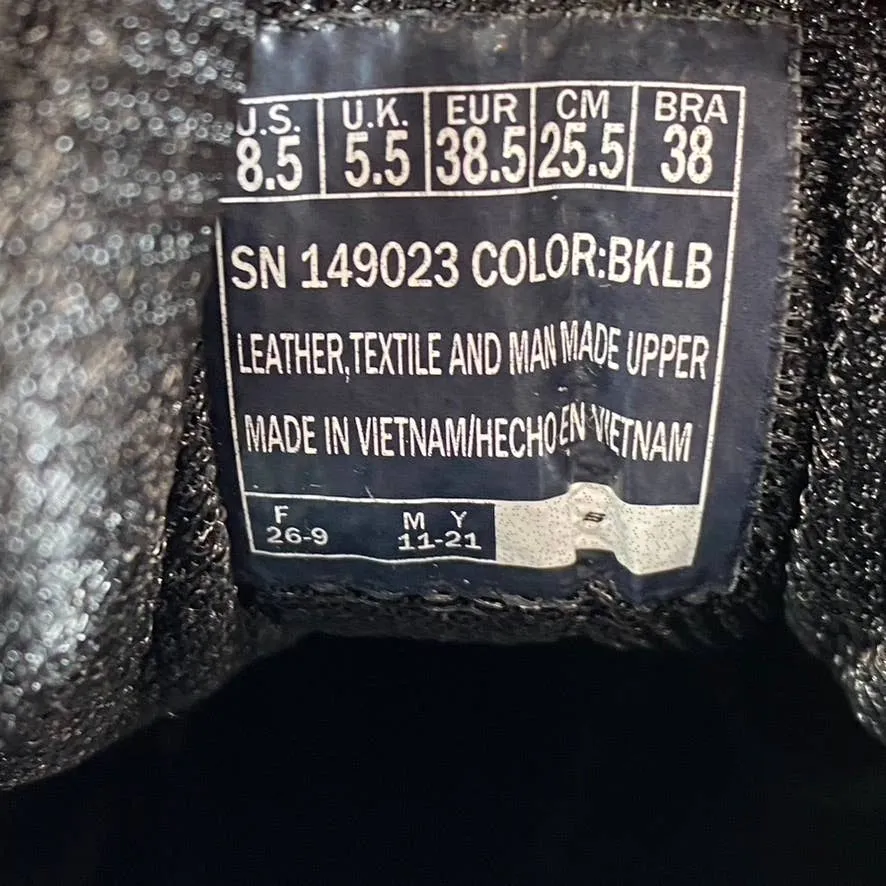 U.S. U.K. EUR CM BRA
8.5 5.5 38.5 25.5 38
SN 149023 COLOR:BKLB
LEATHER,TEXTILE AND MAN MADE UPPER
MADE IN VIETNAM/HECHO EN VIETNAM
F M Y
26-9 11-21